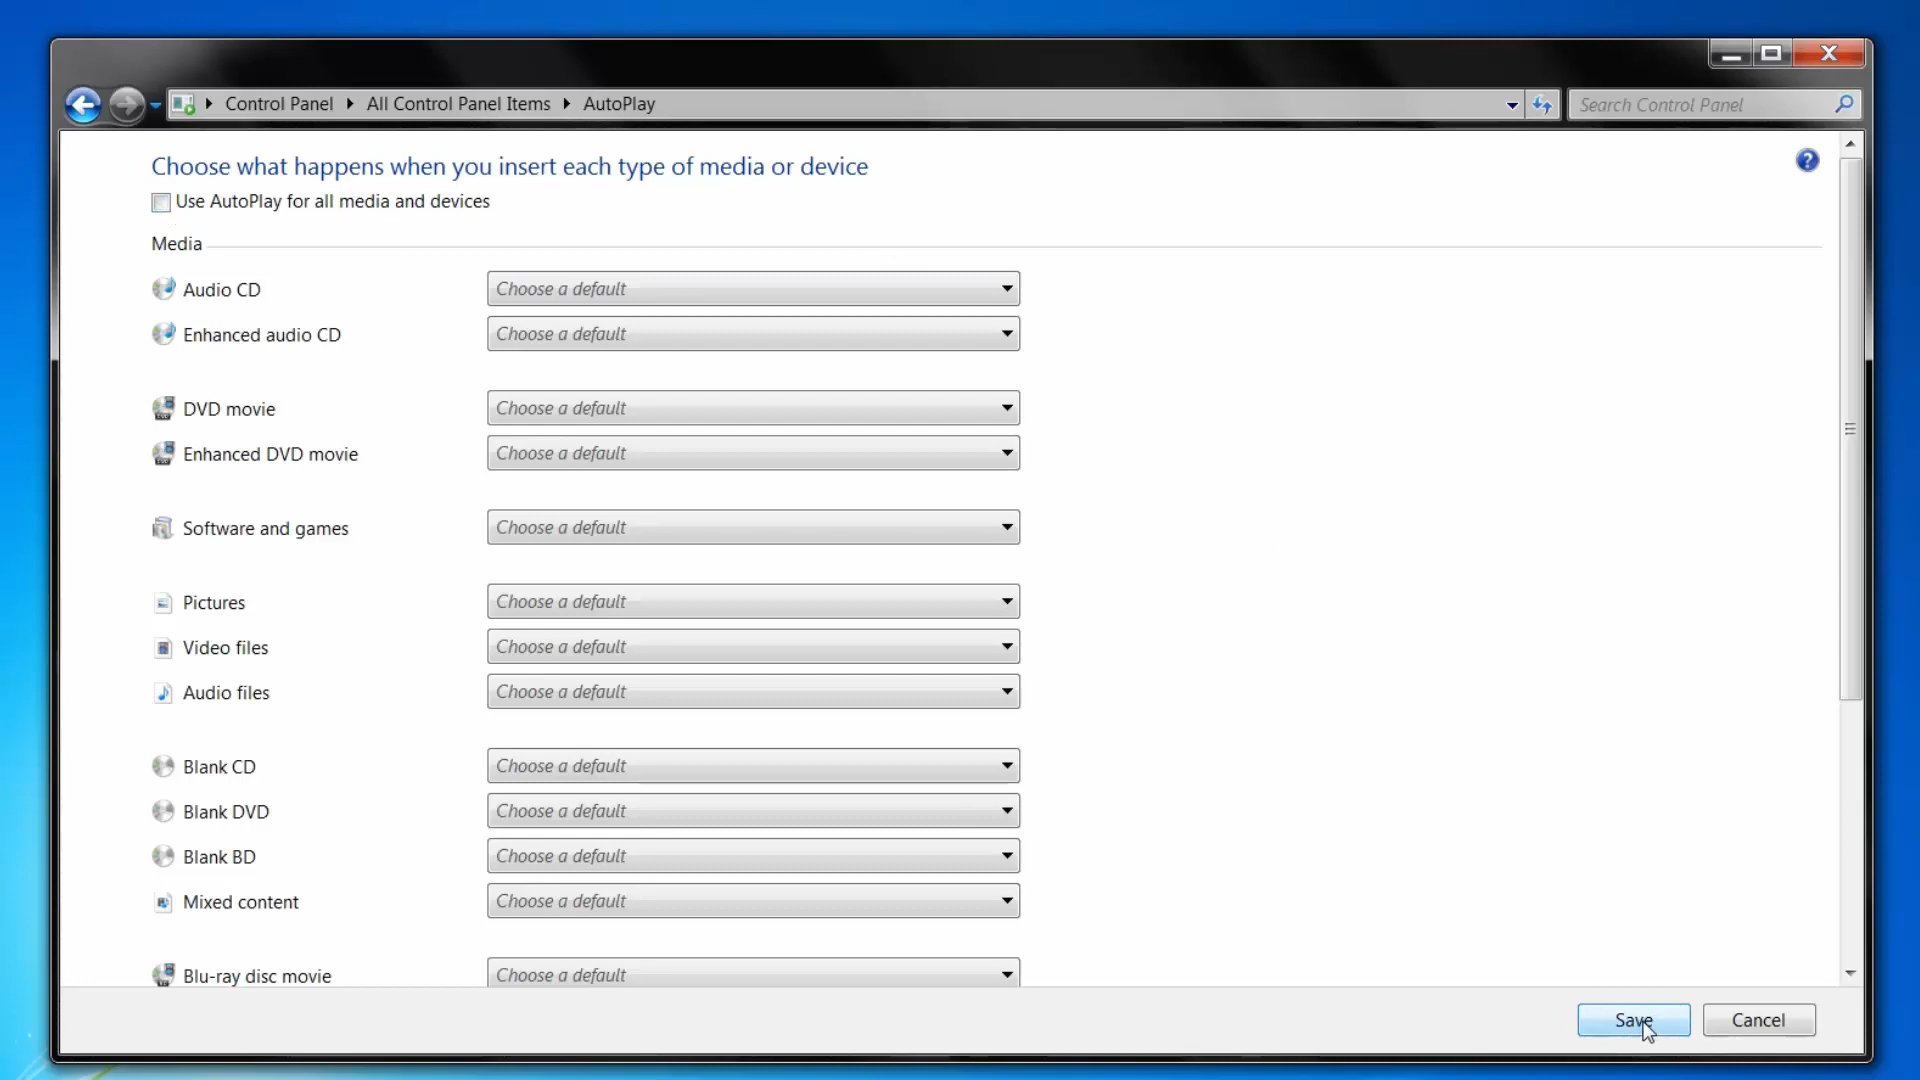 Control Panel All Control Panel Items AutoPlay
Search Control Panel
Choose what happens when you insert each type of media or device
Use AutoPlay for all media and devices
Media
Audio CD Choose a default
Enhanced audio CD Choose a default
DVD movie Choose a default
Enhanced DVD movie Choose a default
Software and games Choose a default
Pictures Choose a default
Video files Choose a default
Audio files Choose a default
Blank CD Choose a default
Blank DVD Choose a default
Blank BD Choose a default
Mixed content Choose a default
Blu-ray disc movie Choose a default
Save Cancel